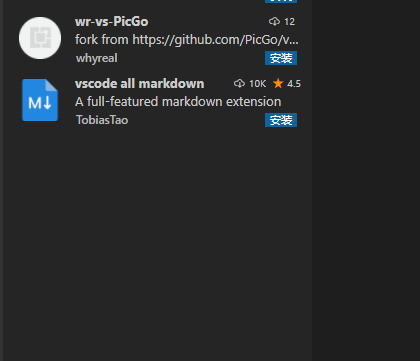 wr-vs-PicGo 12
fork from https://github.com/PicGo/v...
whyreal 安装
M
vscode all markdown 10K 4.5
A full-featured markdown extension
TobiasTao 安装